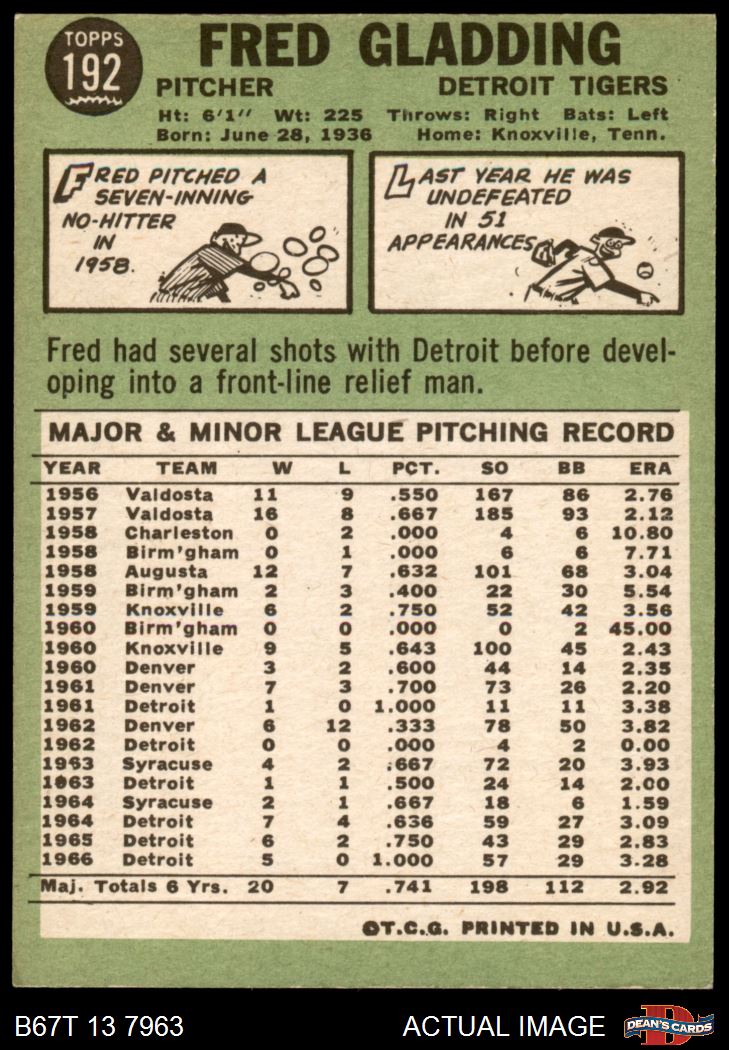 TOPPS
192
FRED GLADDING
PITCHER DETROIT TIGERS
Ht: 6'1" Wt: 225 Throws: Right Bats: Left
Born: June 28, 1936 Home: Knoxville, Tenn.
FRED PITCHED A
SEVEN-INNING
NO-HITTER
IN
1958.
LAST YEAR HE WAS
UNDEFEATED
IN 51
APPEARANCES
Fred had several shots with Detroit before devel-
oping into a front-line relief man.
MAJOR & MINOR LEAGUE PITCHING RECORD
YEAR TEAM W L PCT. SO BB ERA
1956 Valdosta 11 9 .550 167 86 2.76
1957 Valdosta 16 8 .667 185 93 2.12
1958 Charleston 0 2 .000 4 6 10.80
1958 Birm'gham 0 1 .000 6 6 7.71
1958 Augusta 12 7 .632 101 68 3.04
1959 Birm'gham 2 3 .400 22 30 5.54
1959 Knoxville 6 2 .750 52 42 3.56
1960 Birm'gham 0 0 .000 0 2 45.00
1960 Knoxville 9 5 .643 100 45 2.43
1960 Denver 3 2 .600 44 14 2.35
1961 Denver 7 3 .700 73 26 2.20
1961 Detroit 1 0 1.000 11 11 3.38
1962 Denver 6 12 .333 78 50 3.82
1962 Detroit 0 0 .000 4 2 0.00
1963 Syracuse 4 2 .667 72 20 3.93
1963 Detroit 1 1 .500 24 14 2.00
1964 Syracuse 2 1 .667 18 6 1.59
1964 Detroit 7 4 .636 59 27 3.09
1965 Detroit 6 2 .750 43 29 2.83
1966 Detroit 5 0 1.000 57 29 3.28
Maj. Totals 6 Yrs. 20 7 .741 198 112 2.92
©T.C.G. PRINTED IN U.S.A.
B67T 13 7963 ACTUAL IMAGE
D
DEAN'S CARDS